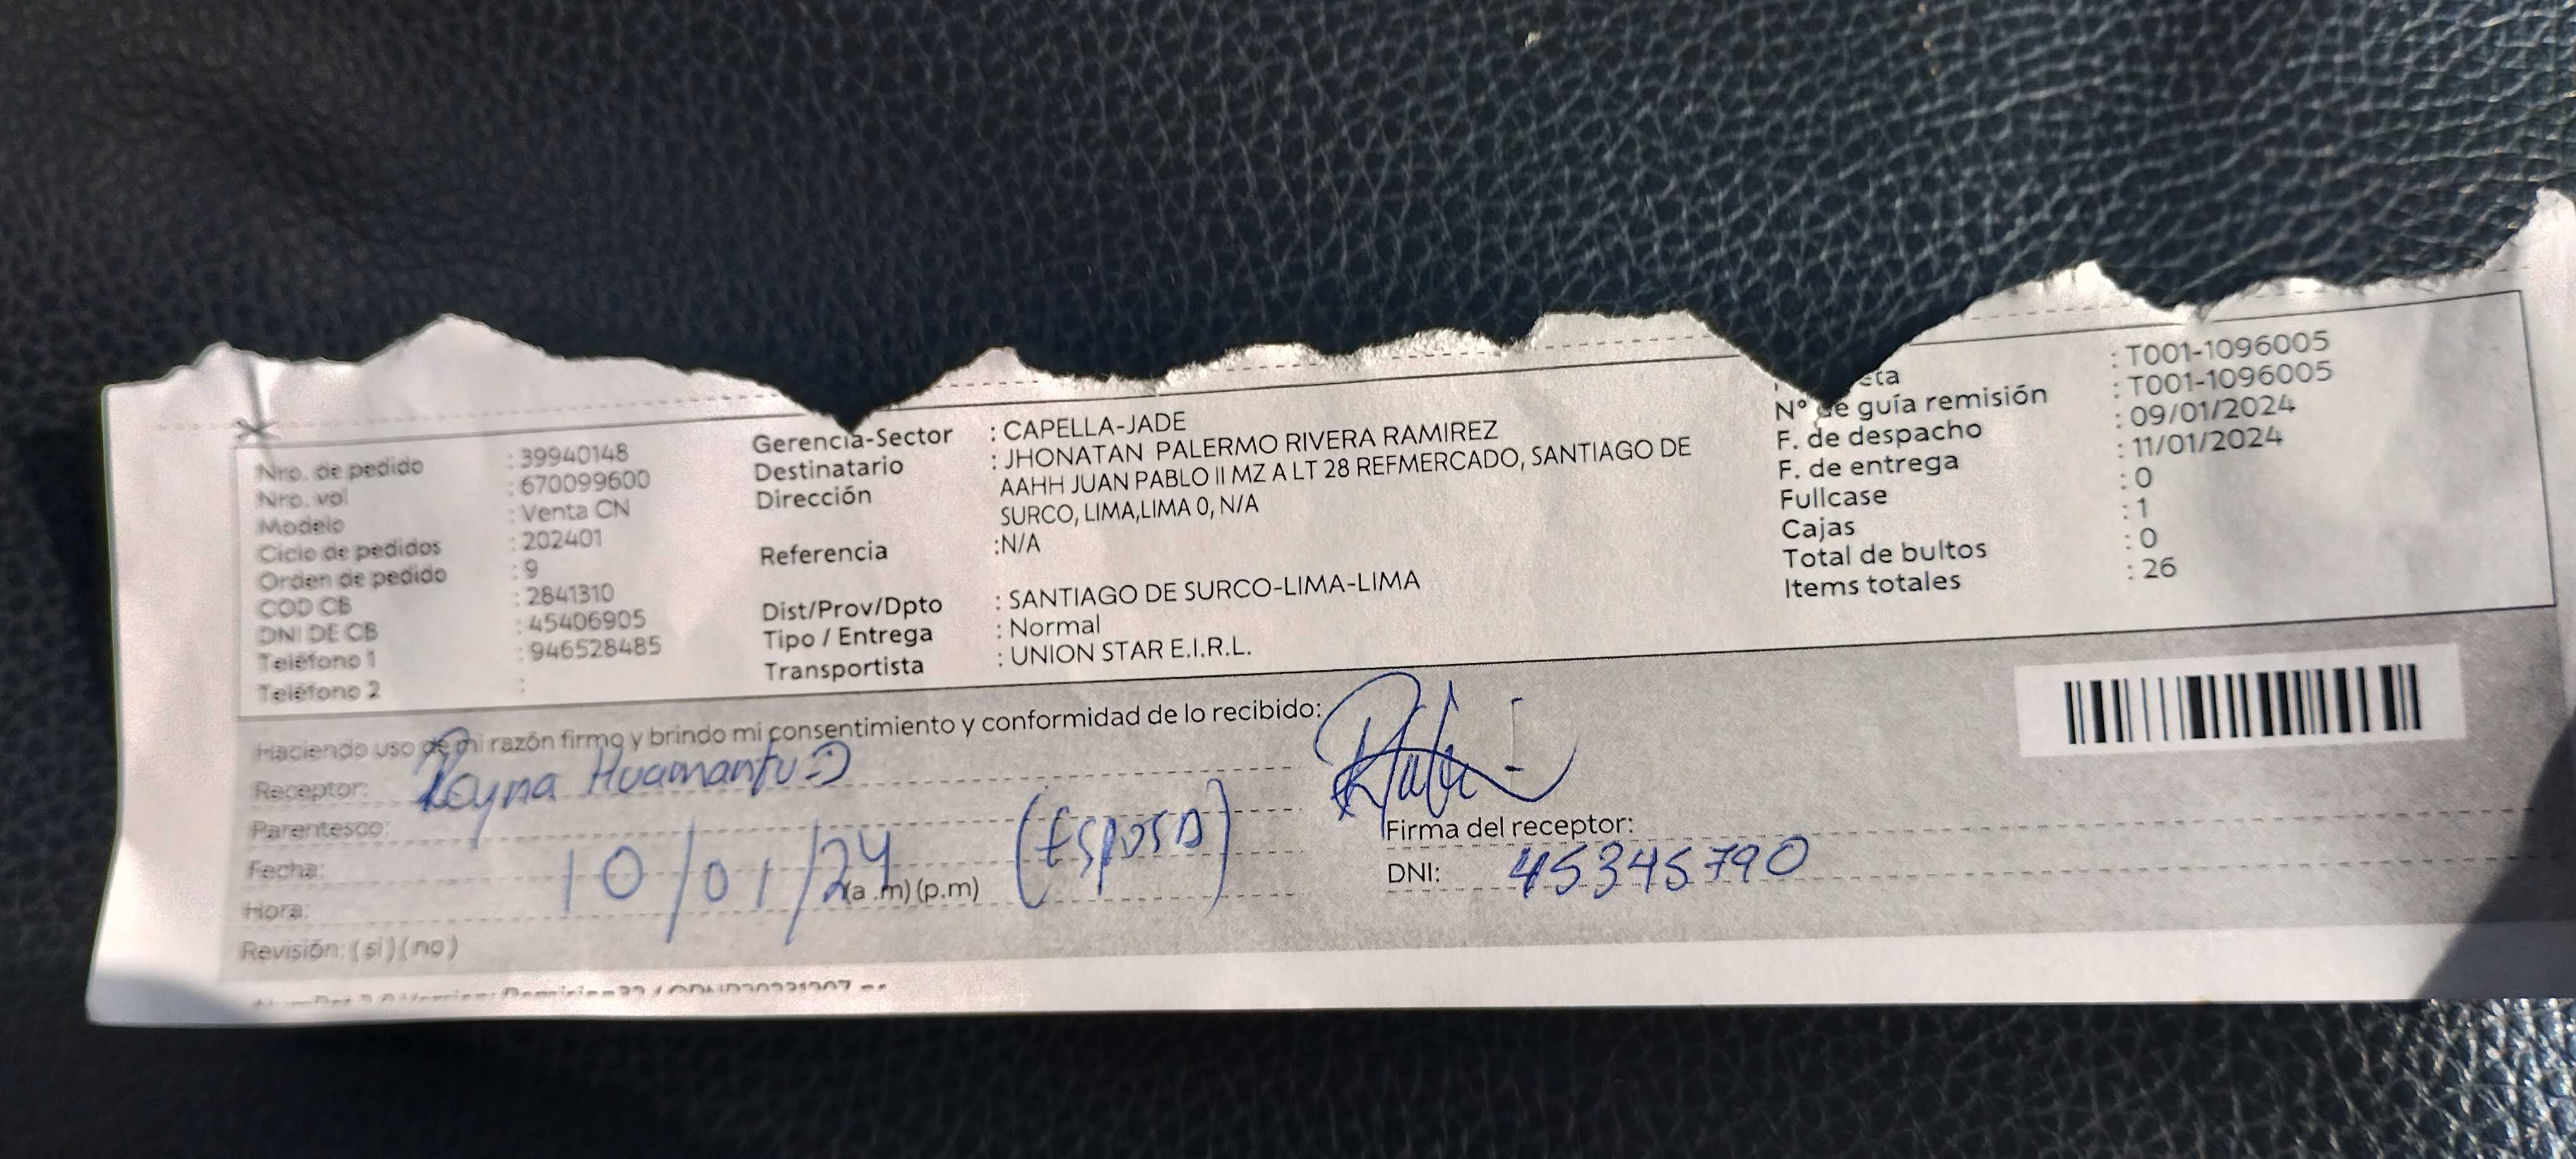 Nro. de pedido : 39940148
Nro. vol : 670099600
Modelo : Venta CN
Ciclo de pedidos : 202401
Orden de pedido : 9
COD CB : 2841310
DNI DE CB : 45406905
Teléfono 1 : 946528485
Teléfono 2 :
Gerencia-Sector : CAPELLA-JADE
Destinatario : JHONATAN PALERMO RIVERA RAMIREZ
Dirección AAHH JUAN PABLO II MZ A LT 28 REFMERCADO, SANTIAGO DE
SURCO, LIMA,LIMA 0, N/A
Referencia :N/A
Dist/Prov/Dpto : SANTIAGO DE SURCO-LIMA-LIMA
Tipo / Entrega : Normal
Transportista : UNION STAR E.I.R.L.
: T001-1096005
N° de guía remisión : T001-1096005
F. de despacho : 09/01/2024
F. de entrega : 11/01/2024
Fullcase : 0
Cajas : 1
Total de bultos : 0
Items totales : 26
Haciendo uso de mi razón firmo y brindo mi consentimiento y conformidad de lo recibido:
Receptor: Reyna
Parentesco: (Esposa)
Fecha: 10/01/24
Hora: (a .m) (p.m)
Revisión: (si) (no)
Firma del receptor:
DNI: 45345790